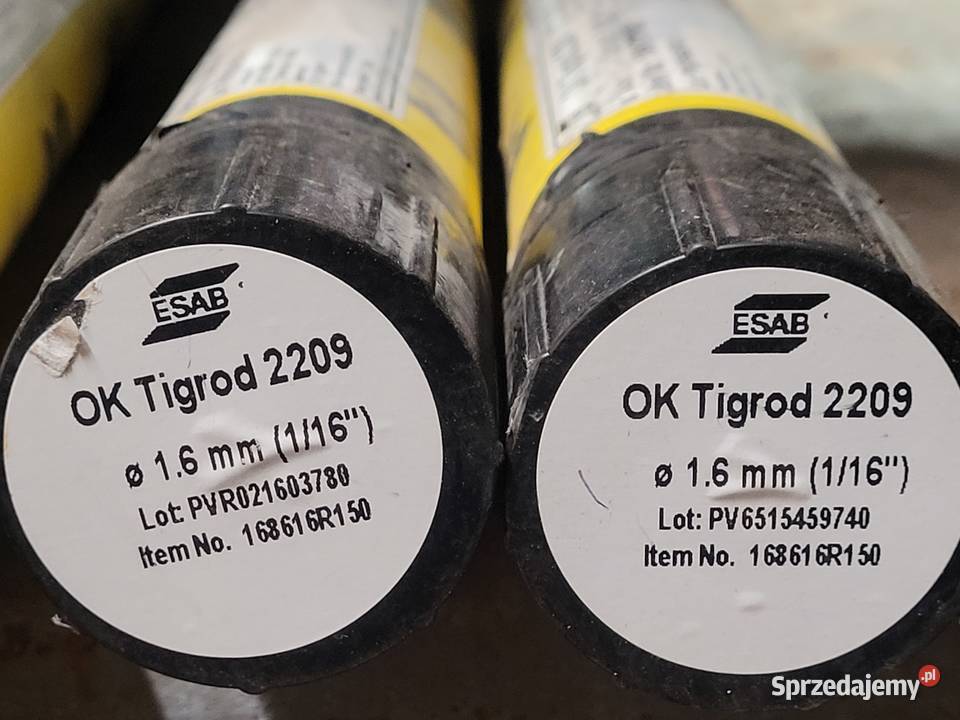 ESAB
OK Tigrod 2209
ø 1.6 mm (1/16")
Lot: PVR021603780
Item No. 168616R150
ESAB
OK Tigrod 2209
ø 1.6 mm (1/16")
Lot: PV6515459740
Item No. 168616R150
Sprzedajemy.pl